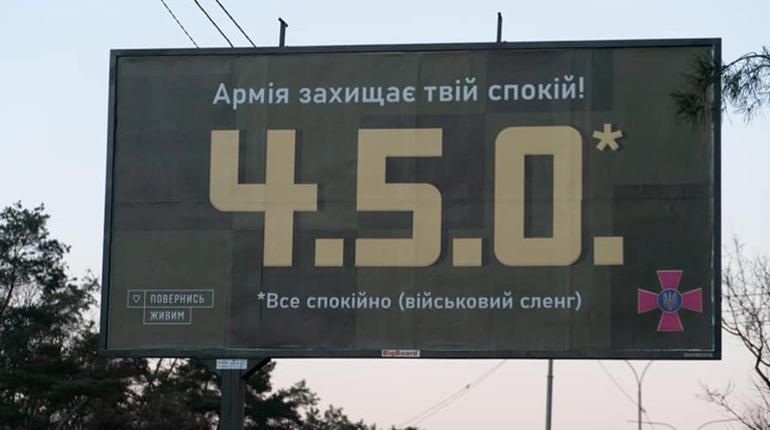 Армія захищає твій спокій!
4.5.0.*
*Все спокійно (військовий сленг)
ПОВЕРНИСЬ
ЖИВИМ
BigBoard